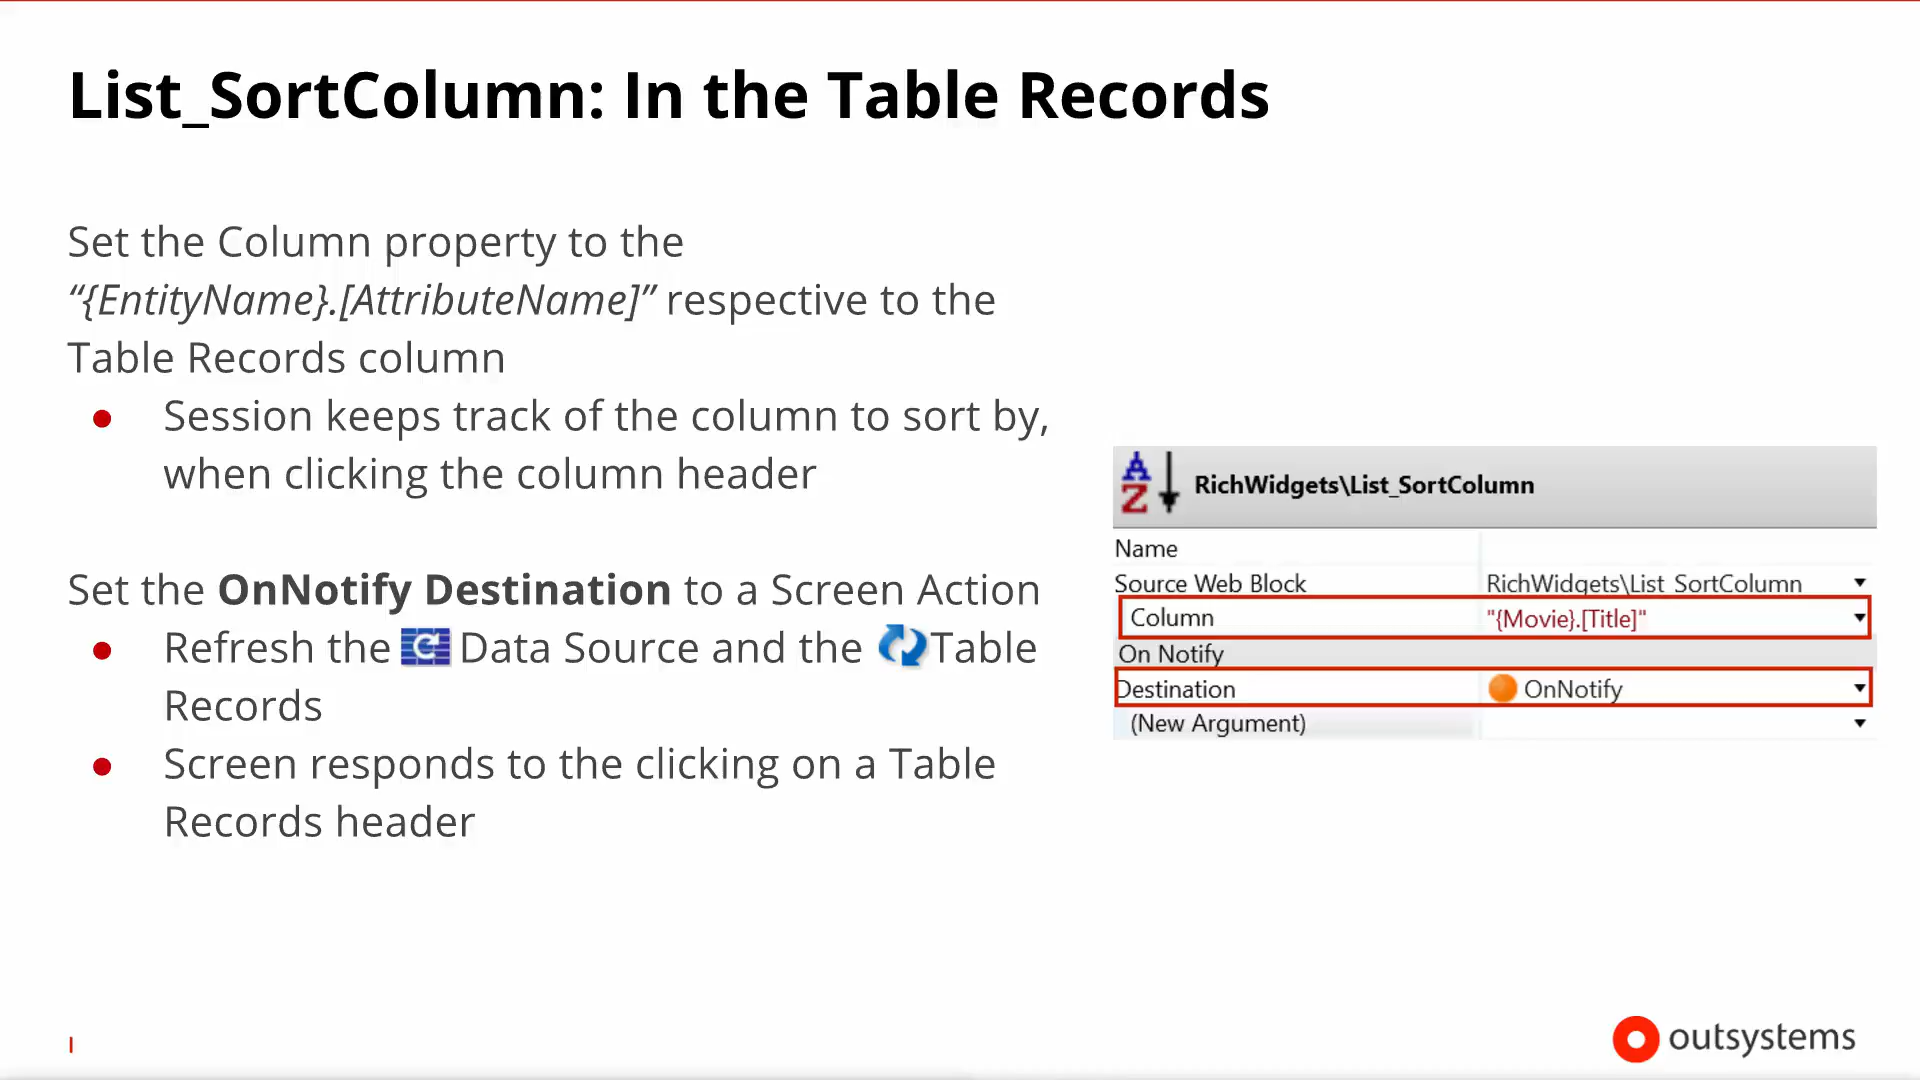 List_SortColumn: In the Table Records
Set the Column property to the
“{EntityName}.[AttributeName]” respective to the
Table Records column
● Session keeps track of the column to sort by,
when clicking the column header
Set the OnNotify Destination to a Screen Action
● Refresh the Data Source and the Table
Records
● Screen responds to the clicking on a Table
Records header
A
Z
RichWidgets\List_SortColumn
Name
Source Web Block RichWidgets\List_SortColumn
Column "{Movie}.[Title]"
On Notify
Destination OnNotify
(New Argument)
outsystems